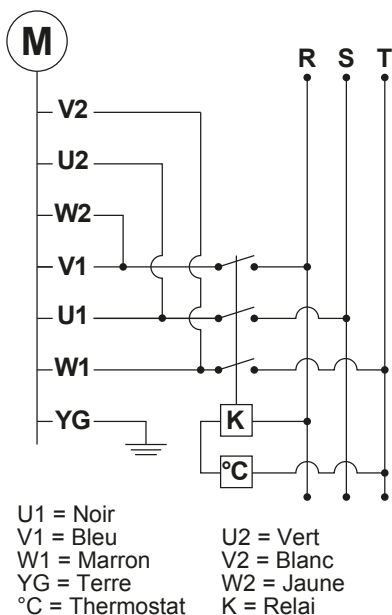 M
R S T
V2
U2
W2
V1
U1
W1
YG
K
°C
U1 = Noir
V1 = Bleu
W1 = Marron
YG = Terre
°C = Thermostat
U2 = Vert
V2 = Blanc
W2 = Jaune
K = Relai